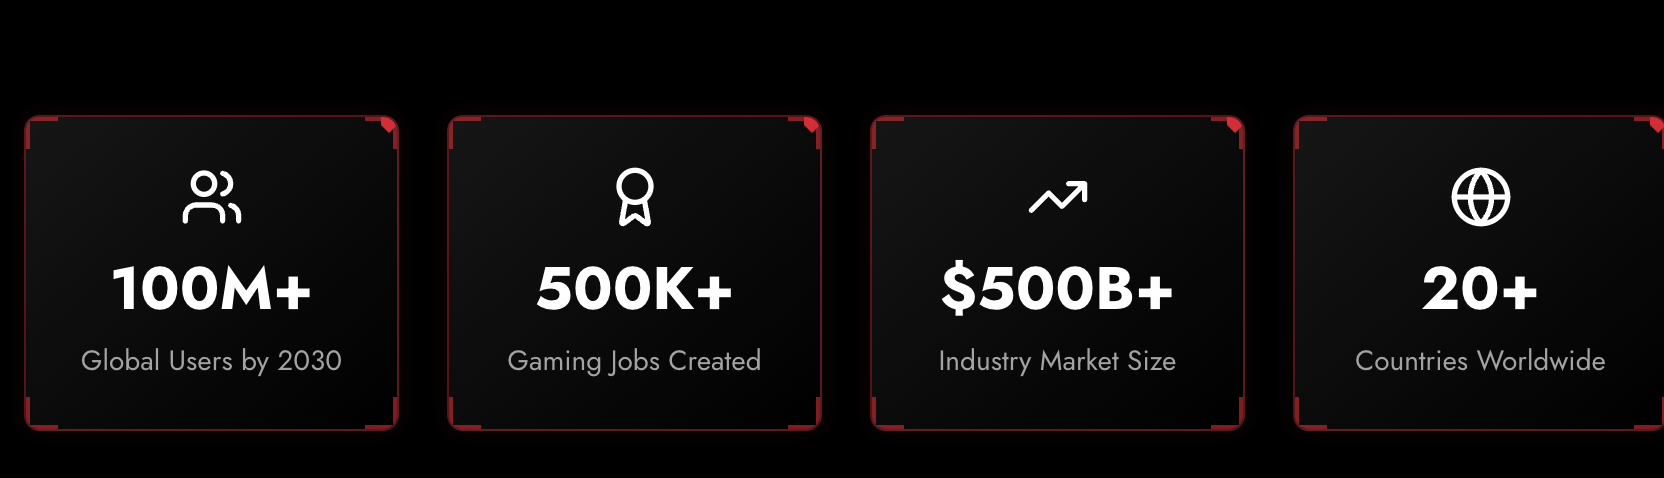 100M+
Global Users by 2030
500K+
Gaming Jobs Created
$500B+
Industry Market Size
20+
Countries Worldwide